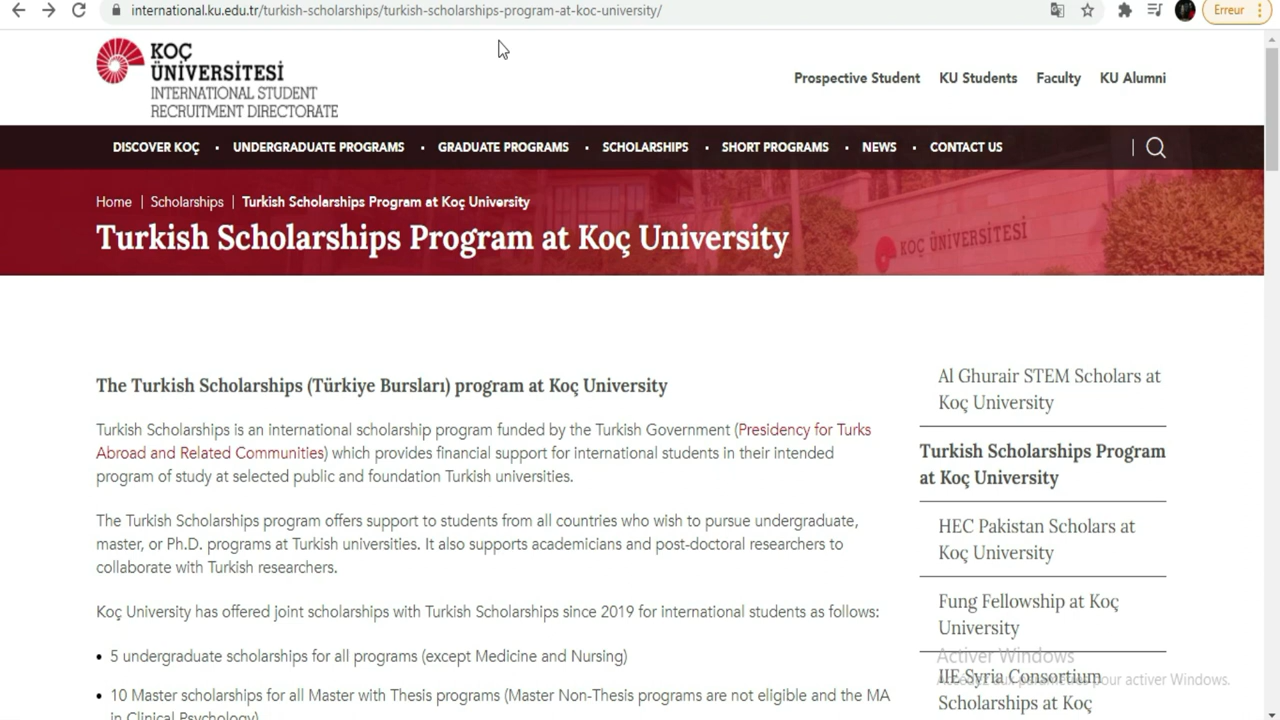 international.ku.edu.tr/turkish-scholarships/turkish-scholarships-program-at-koc-university/
Erreur
KOÇ
ÜNİVERSİTESİ
INTERNATIONAL STUDENT
RECRUITMENT DIRECTORATE
Prospective Student KU Students Faculty KU Alumni
DISCOVER KOÇ • UNDERGRADUATE PROGRAMS • GRADUATE PROGRAMS • SCHOLARSHIPS • SHORT PROGRAMS • NEWS • CONTACT US
Home | Scholarships | Turkish Scholarships Program at Koç University
Turkish Scholarships Program at Koç University
KOÇ ÜNİVERSİTESİ
The Turkish Scholarships (Türkiye Bursları) program at Koç University
Turkish Scholarships is an international scholarship program funded by the Turkish Government (Presidency for Turks
Abroad and Related Communities) which provides financial support for international students in their intended
program of study at selected public and foundation Turkish universities.
The Turkish Scholarships program offers support to students from all countries who wish to pursue undergraduate,
master, or Ph.D. programs at Turkish universities. It also supports academicians and post-doctoral researchers to
collaborate with Turkish researchers.
Koç University has offered joint scholarships with Turkish Scholarships since 2019 for international students as follows:
• 5 undergraduate scholarships for all programs (except Medicine and Nursing)
• 10 Master scholarships for all Master with Thesis programs (Master Non-Thesis programs are not eligible and the MA
in Clinical Psychology)
Al Ghurair STEM Scholars at
Koç University
Turkish Scholarships Program
at Koç University
HEC Pakistan Scholars at
Koç University
Fung Fellowship at Koç
University
Activer Windows
IIE Syria Consortium
pour activer Windows.
Scholarships at Koç